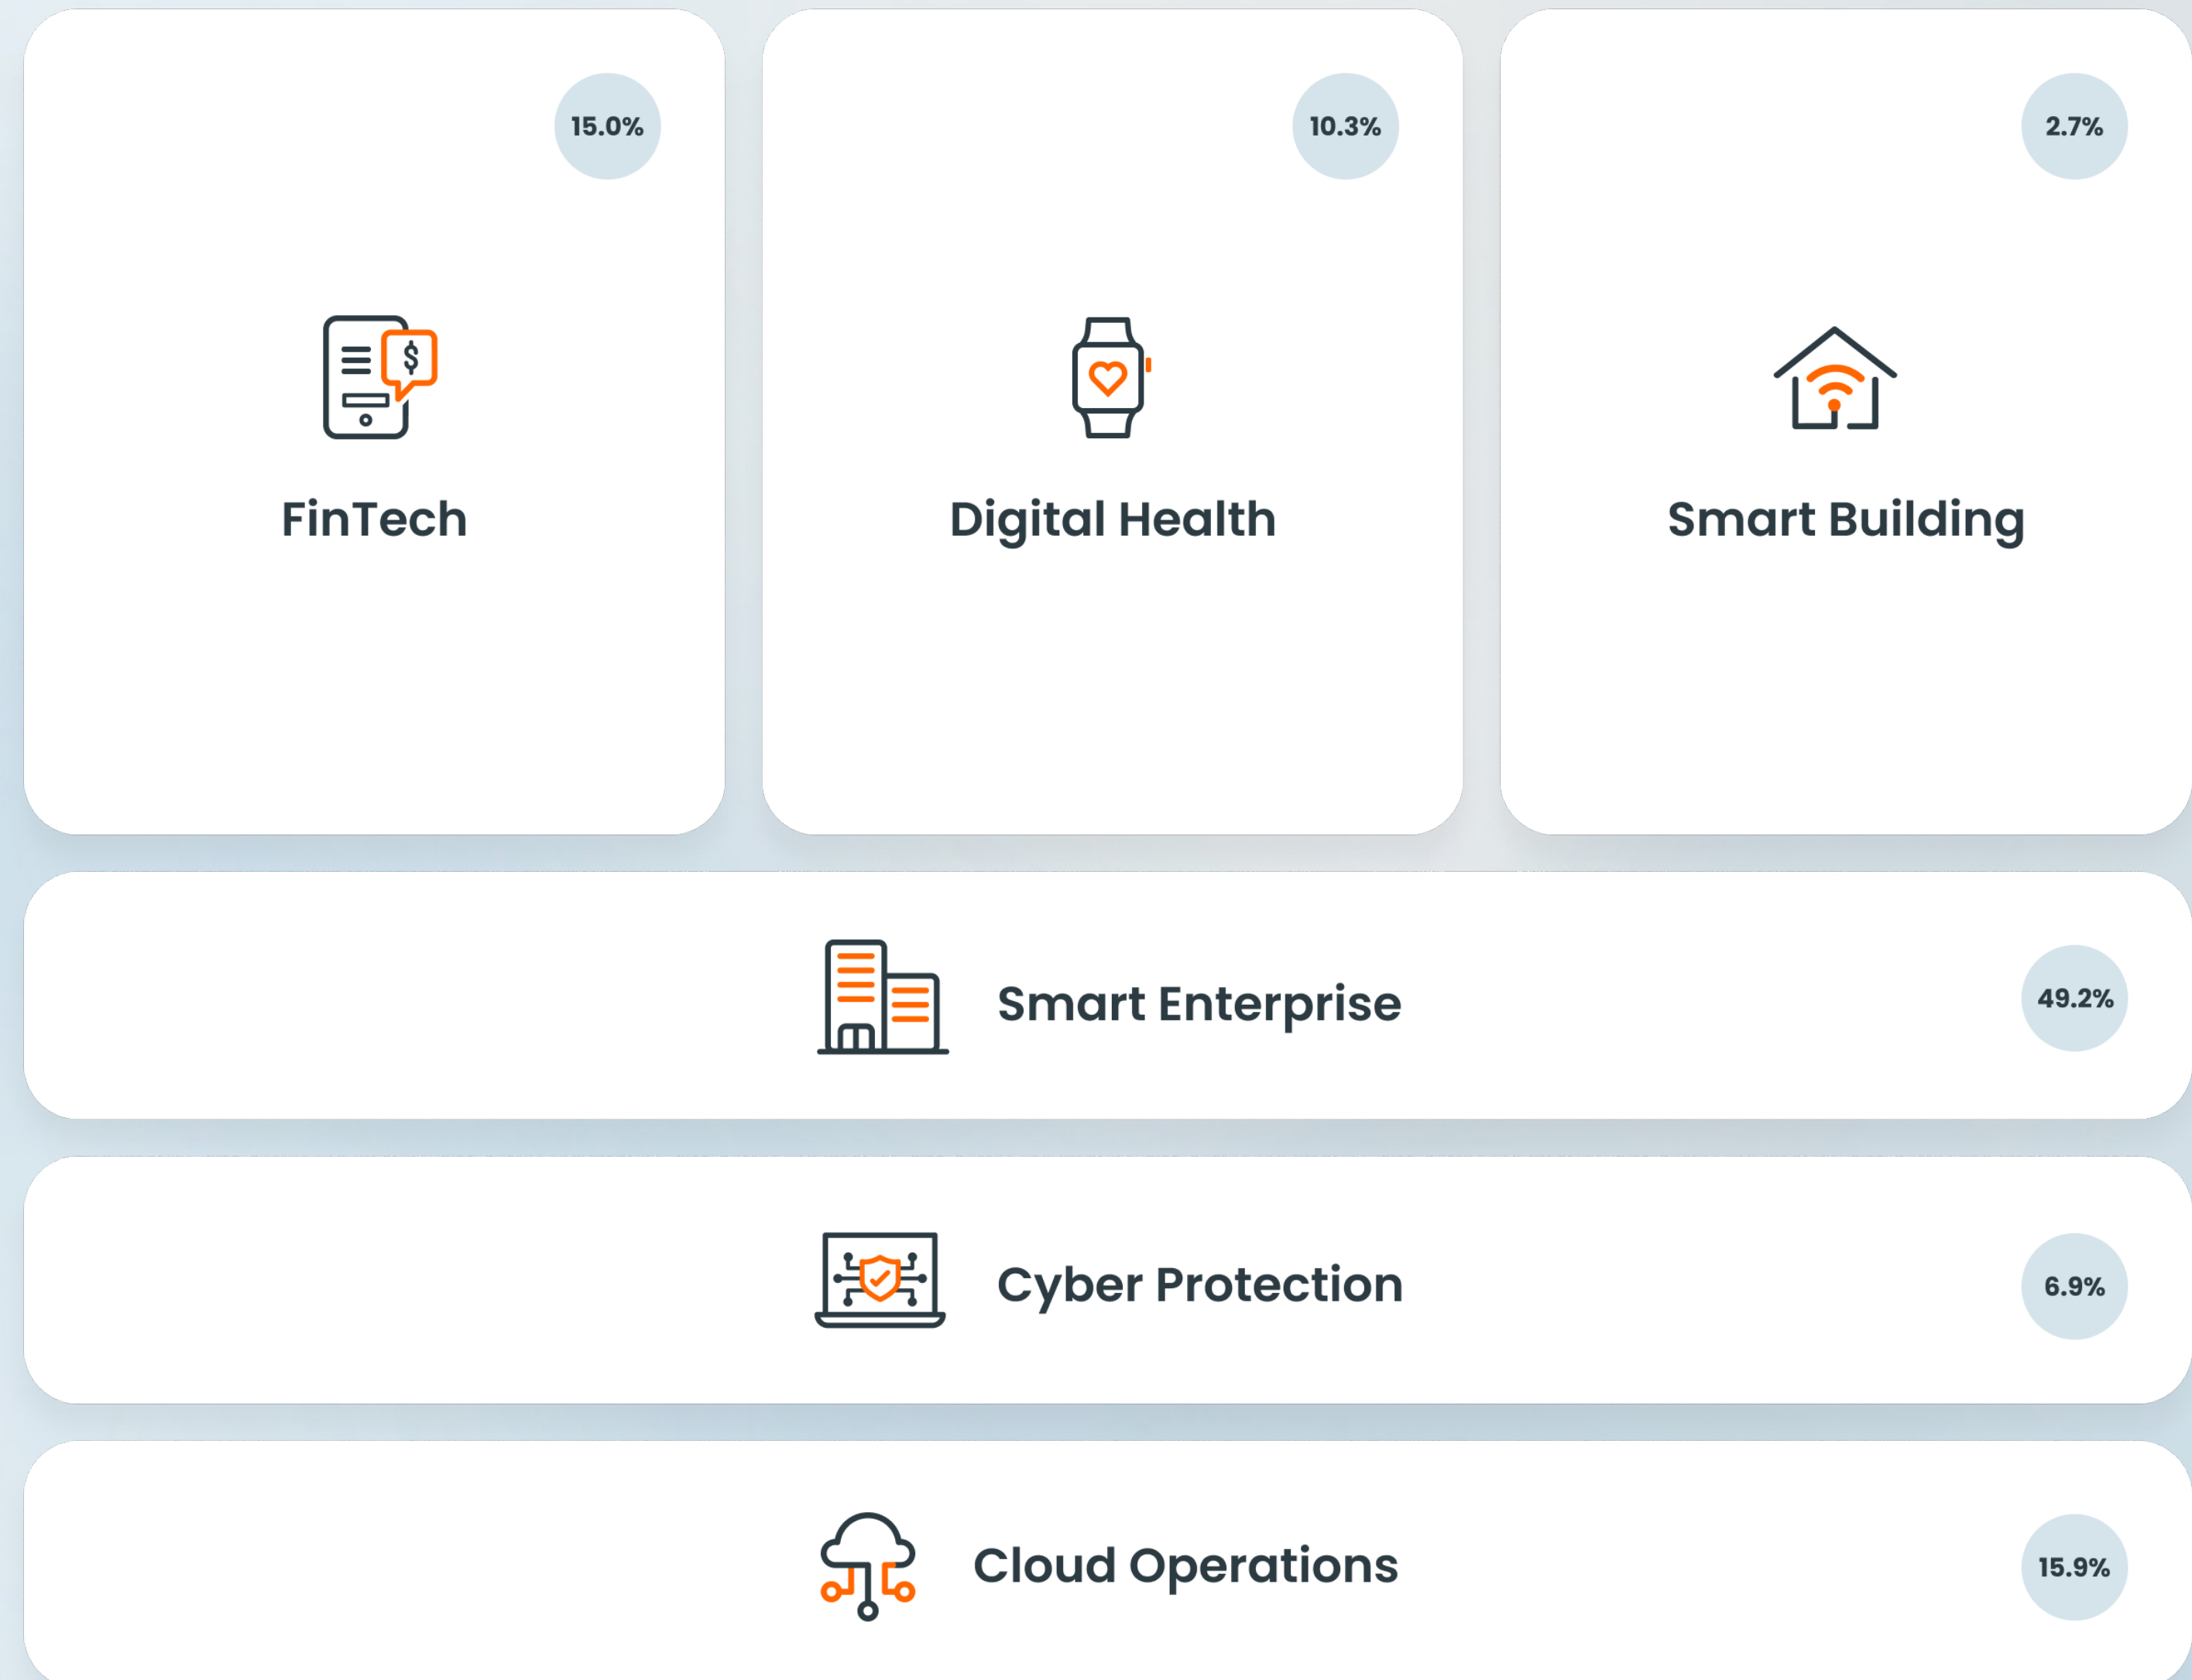 15.0%
10.3%
2.7%
$
FinTech
Digital Health
Smart Building
Smart Enterprise
49.2%
Cyber Protection
6.9%
Cloud Operations
15.9%